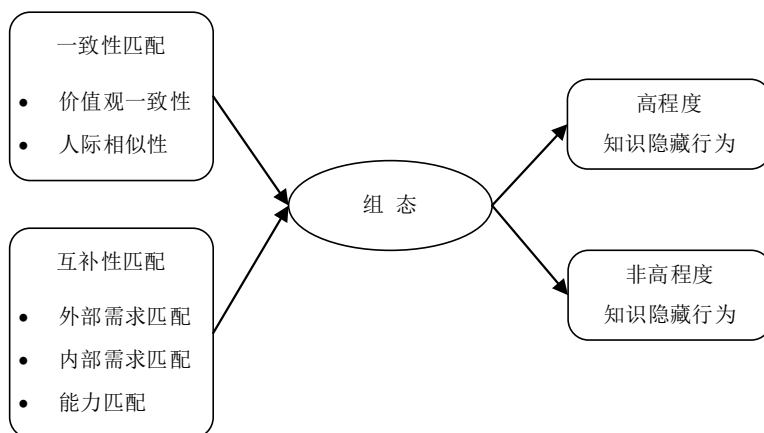 一致性匹配
• 价值观一致性
• 人际相似性
互补性匹配
• 外部需求匹配
• 内部需求匹配
• 能力匹配
组 态
高程度
知识隐藏行为
非高程度
知识隐藏行为